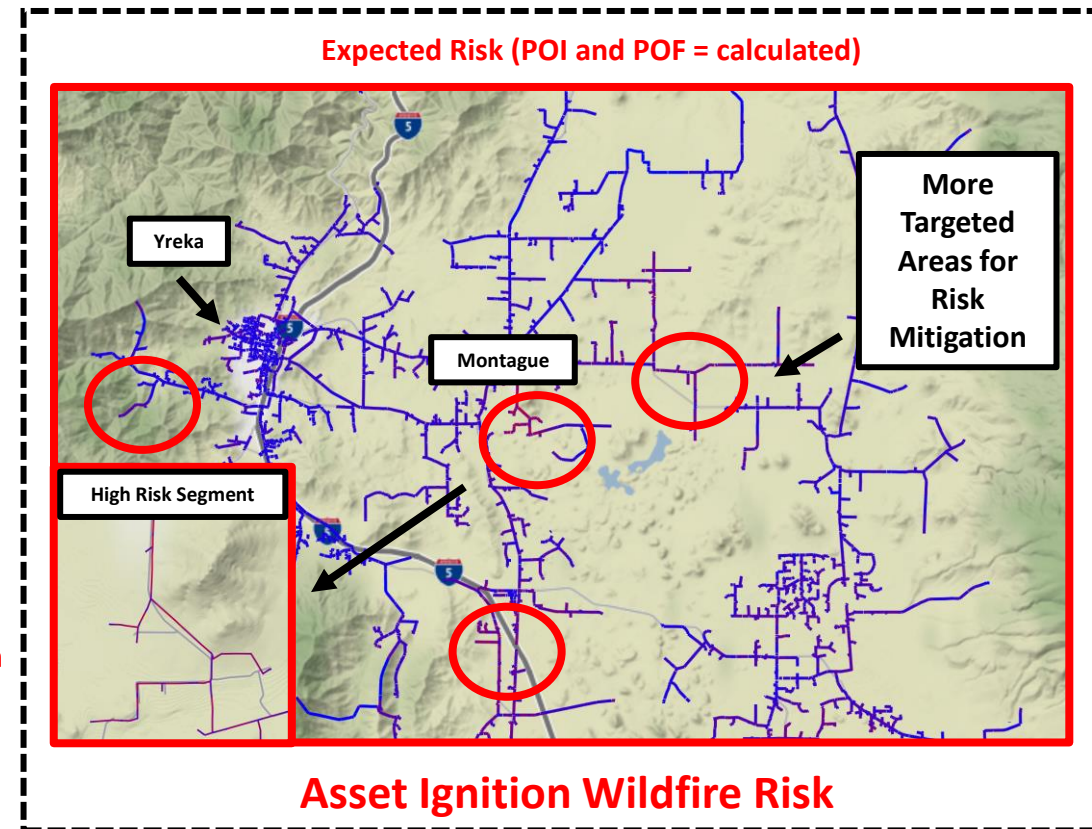 Expected Risk (POI and POF = calculated)
5
More
Targeted
Areas for
Risk
Mitigation
Yreka
5
Montague
High Risk Segment
5
Asset Ignition Wildfire Risk